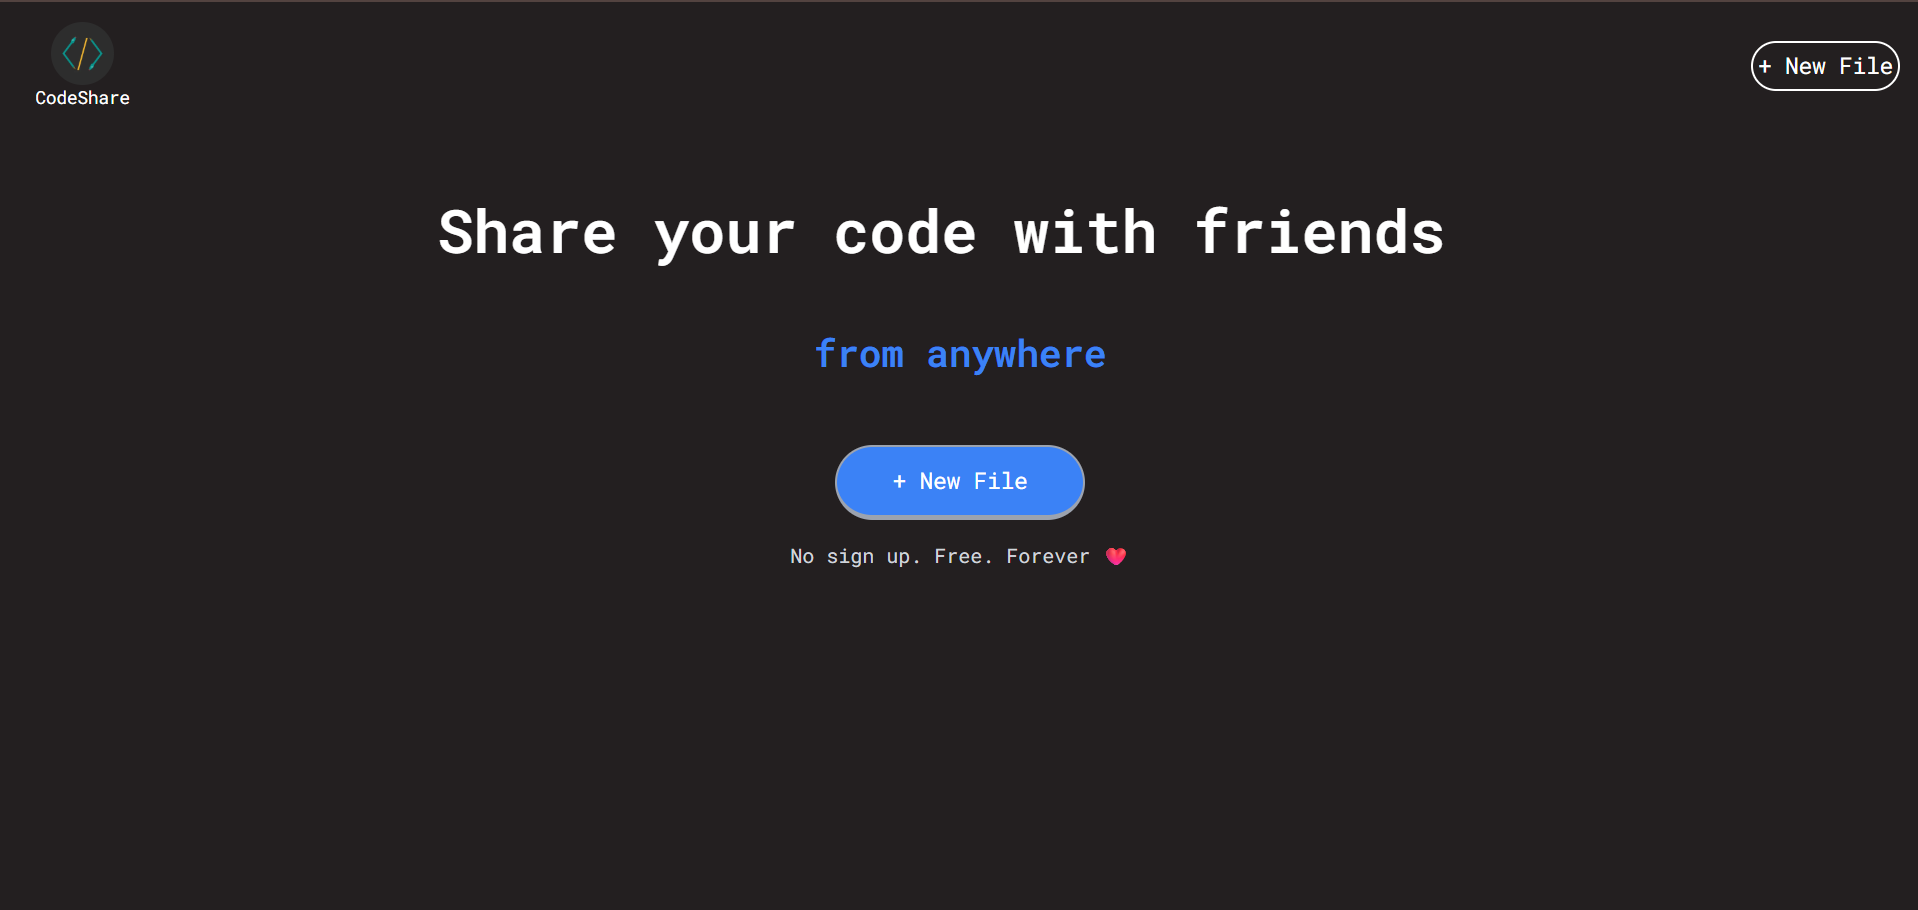 CodeShare
+ New File
Share your code with friends
from anywhere
+ New File
No sign up. Free. Forever 💗